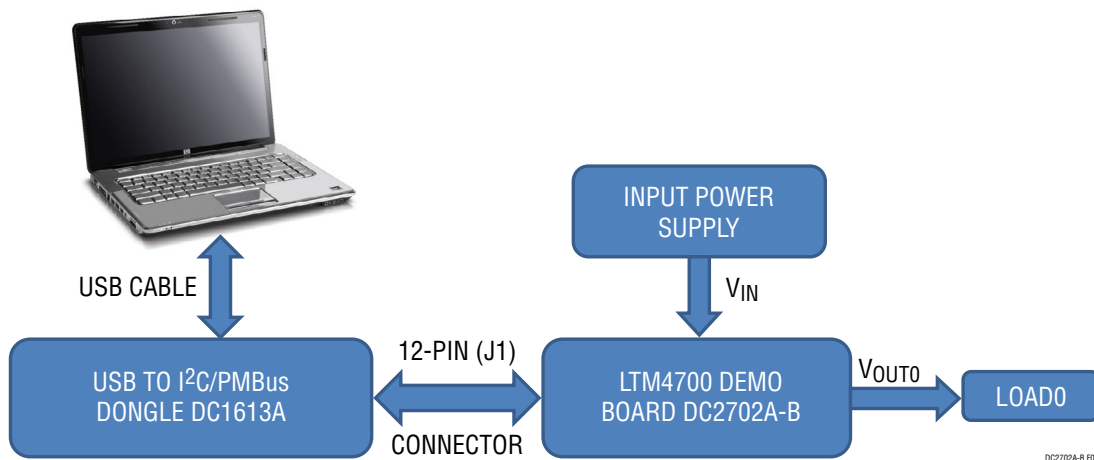 INPUT POWER
SUPPLY
USB CABLE
VIN
12-PIN (J1)
USB TO I2C/PMBus
DONGLE DC1613A
LTM4700 DEMO
BOARD DC2702A-B
VOUT0
LOAD0
CONNECTOR